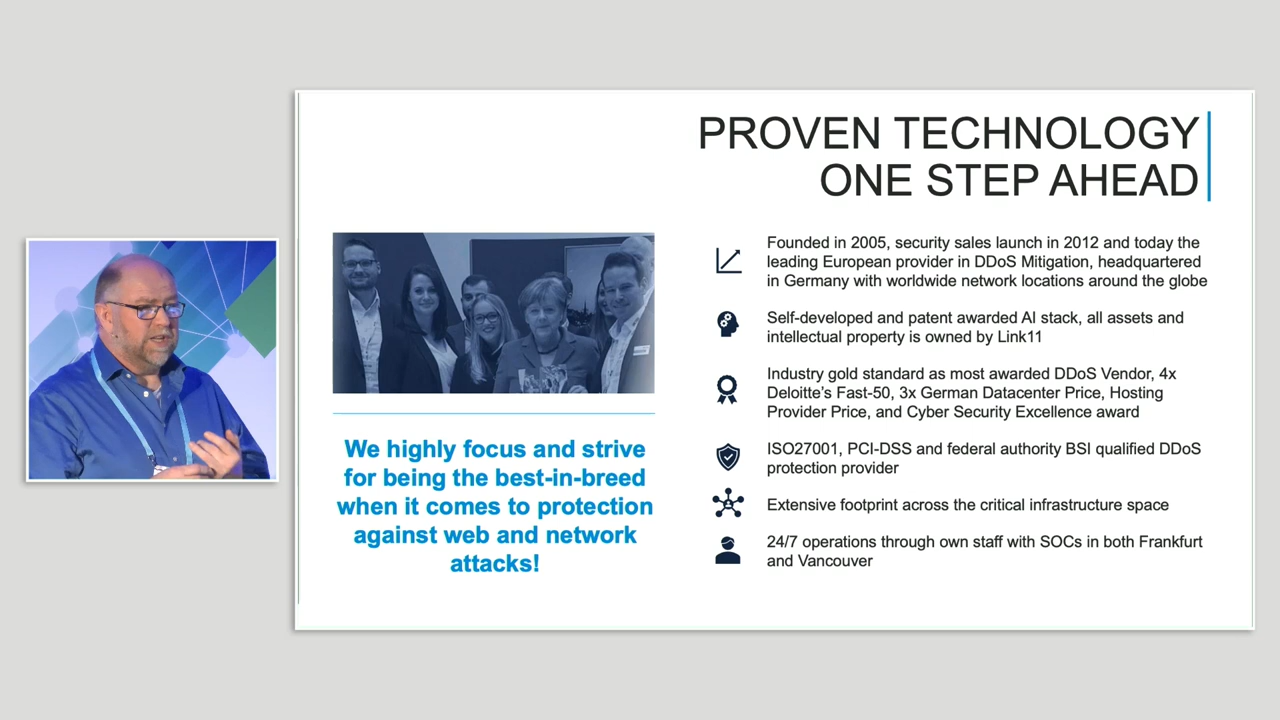 PROVEN TECHNOLOGY
ONE STEP AHEAD
We highly focus and strive
for being the best-in-breed
when it comes to protection
against web and network
attacks!
Founded in 2005, security sales launch in 2012 and today the
leading European provider in DDoS Mitigation, headquartered
in Germany with worldwide network locations around the globe
Self-developed and patent awarded AI stack, all assets and
intellectual property is owned by Link11
Industry gold standard as most awarded DDoS Vendor, 4x
Deloitte's Fast-50, 3x German Datacenter Price, Hosting
Provider Price, and Cyber Security Excellence award
ISO27001, PCI-DSS and federal authority BSI qualified DDoS
protection provider
Extensive footprint across the critical infrastructure space
24/7 operations through own staff with SOCs in both Frankfurt
and Vancouver